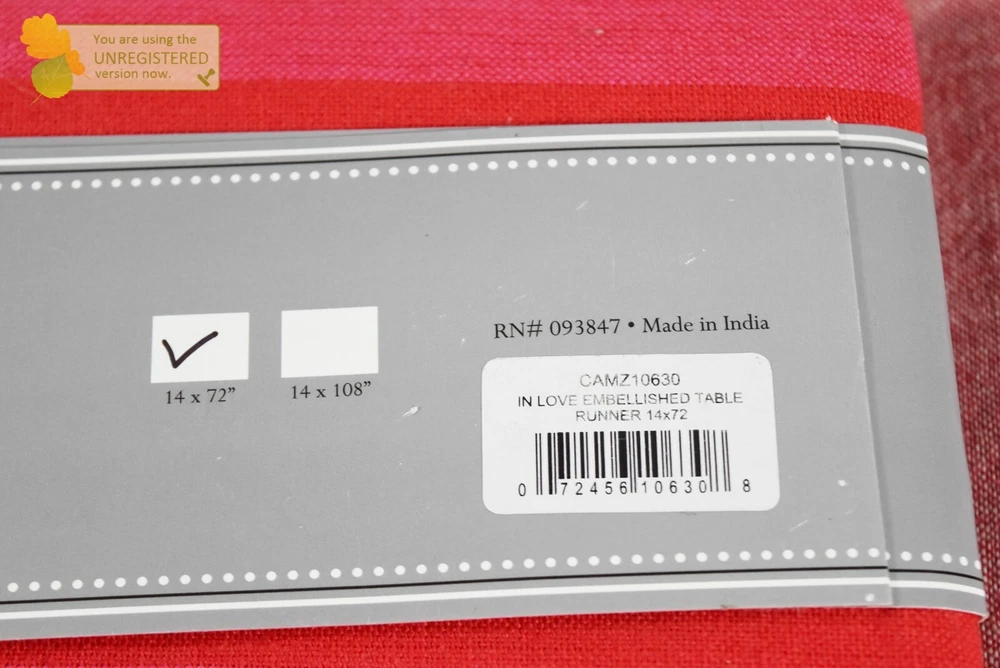 You are using the
UNREGISTERED
version now.
RN# 093847 • Made in India
14 x 72”
14 x 108”
CAMZ10630
IN LOVE EMBELLISHED TABLE
RUNNER 14x72
0 72456 10630 8